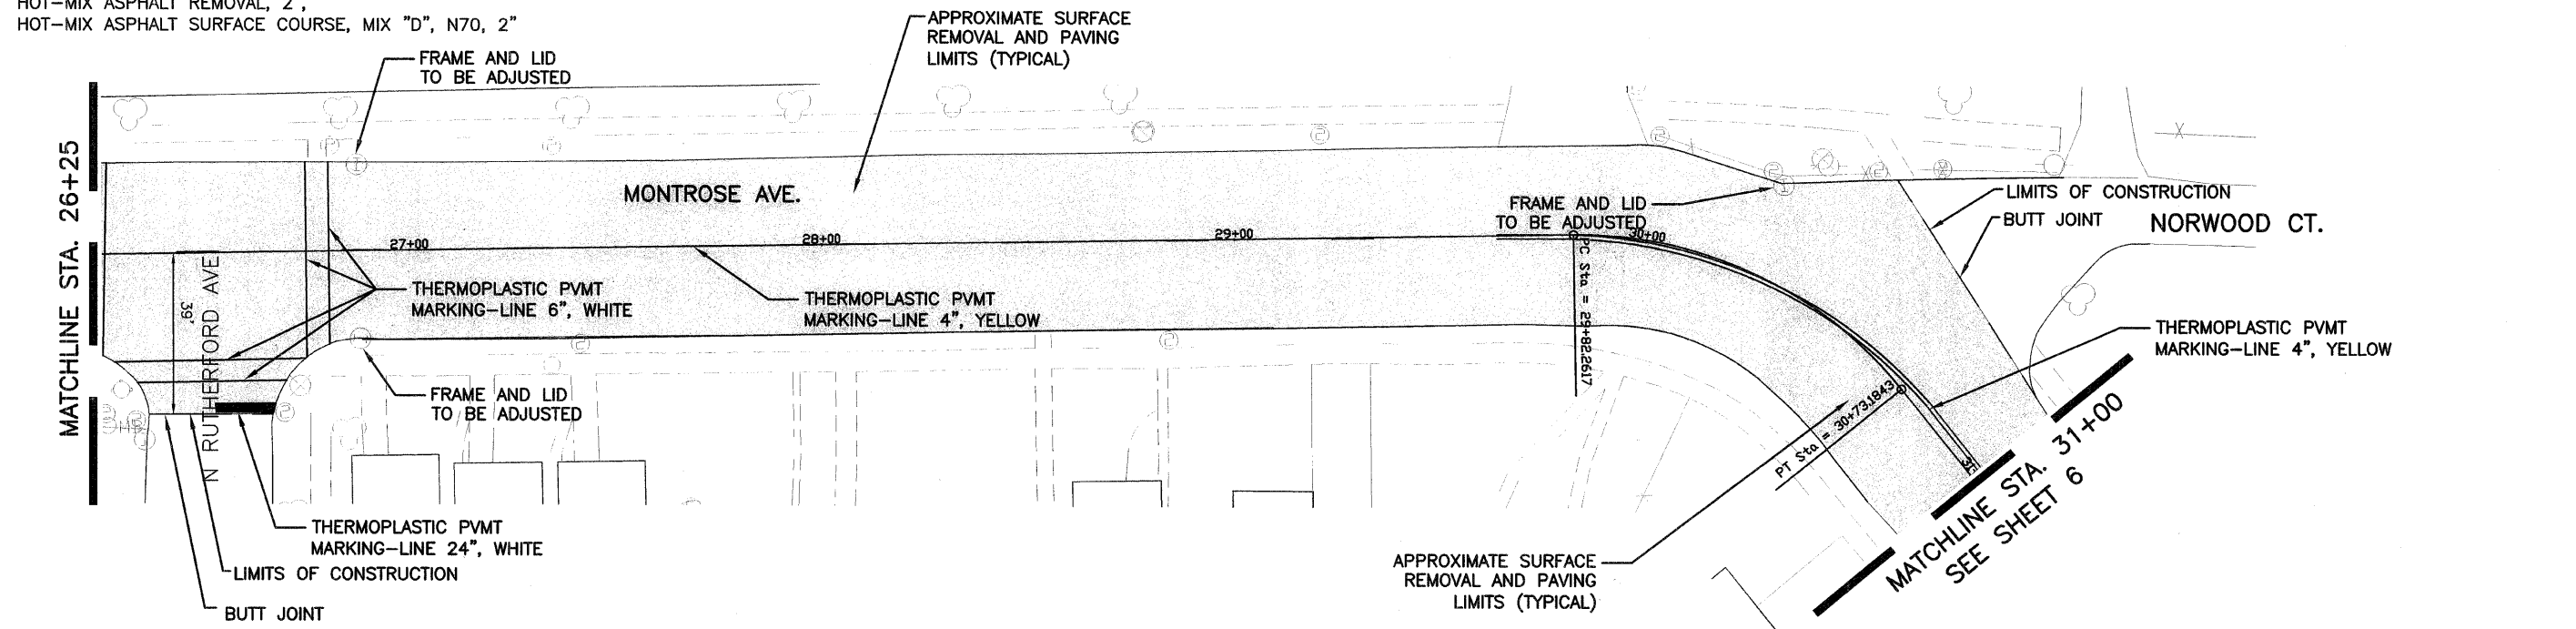 HOT-MIX ASPHALT REMOVAL, 2",
HOT-MIX ASPHALT SURFACE COURSE, MIX "D", N70, 2"
FRAME AND LID
TO BE ADJUSTED
APPROXIMATE SURFACE
REMOVAL AND PAVING
LIMITS (TYPICAL)
MATCHLINE STA. 26+25
MONTROSE AVE.
FRAME AND LID
TO BE ADJUSTED
LIMITS OF CONSTRUCTION
BUTT JOINT
NORWOOD CT.
27+00
28+00
29+00
30+00
39'
N RUTHERFORD AVE
THERMOPLASTIC PVMT
MARKING-LINE 6", WHITE
THERMOPLASTIC PVMT
MARKING-LINE 4", YELLOW
PC Sta = 29+82.2617
THERMOPLASTIC PVMT
MARKING-LINE 4", YELLOW
FRAME AND LID
TO BE ADJUSTED
PT Sta = 30+73.1843
MATCHLINE STA. 31+00
SEE SHEET 6
THERMOPLASTIC PVMT
MARKING-LINE 24", WHITE
LIMITS OF CONSTRUCTION
BUTT JOINT
APPROXIMATE SURFACE
REMOVAL AND PAVING
LIMITS (TYPICAL)